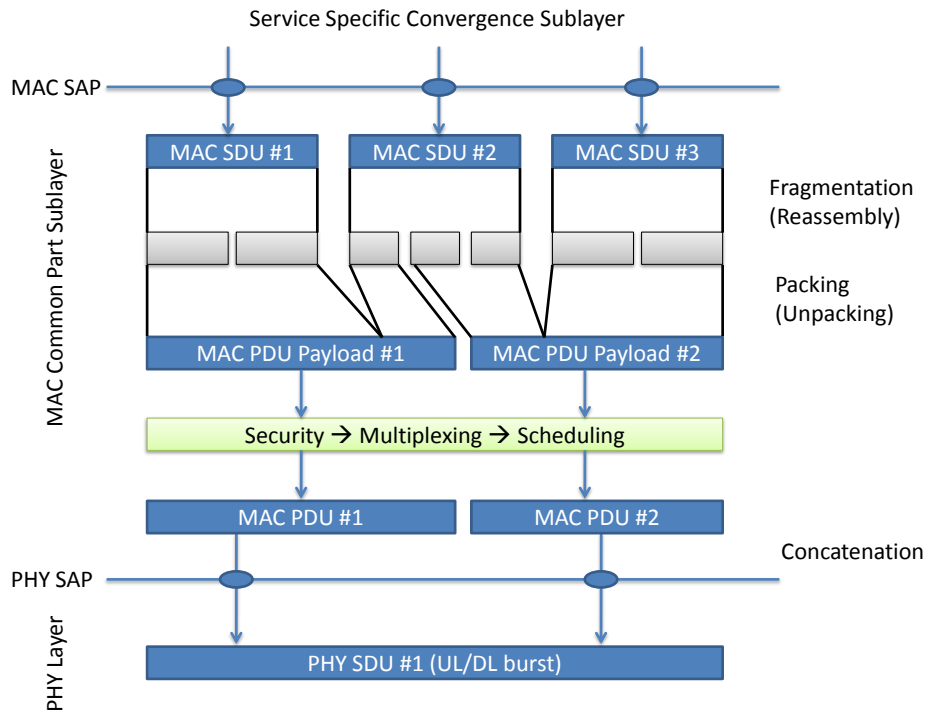 Service Specific Convergence Sublayer
MAC SAP
MAC Common Part Sublayer
MAC SDU #1
MAC SDU #2
MAC SDU #3
Fragmentation
(Reassembly)
Packing
(Unpacking)
MAC PDU Payload #1
MAC PDU Payload #2
Security → Multiplexing → Scheduling
MAC PDU #1
MAC PDU #2
Concatenation
PHY SAP
PHY Layer
PHY SDU #1 (UL/DL burst)